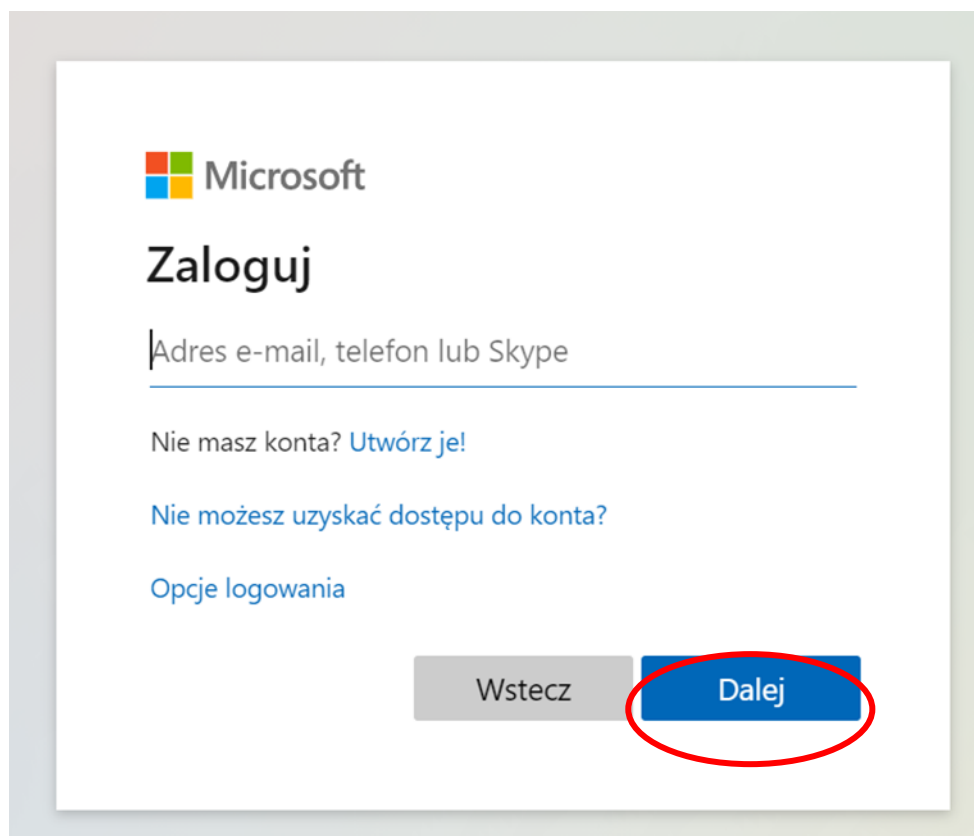 Microsoft
Zaloguj
Adres e-mail, telefon lub Skype
Nie masz konta? Utwórz je!
Nie możesz uzyskać dostępu do konta?
Opcje logowania
Wstecz Dalej